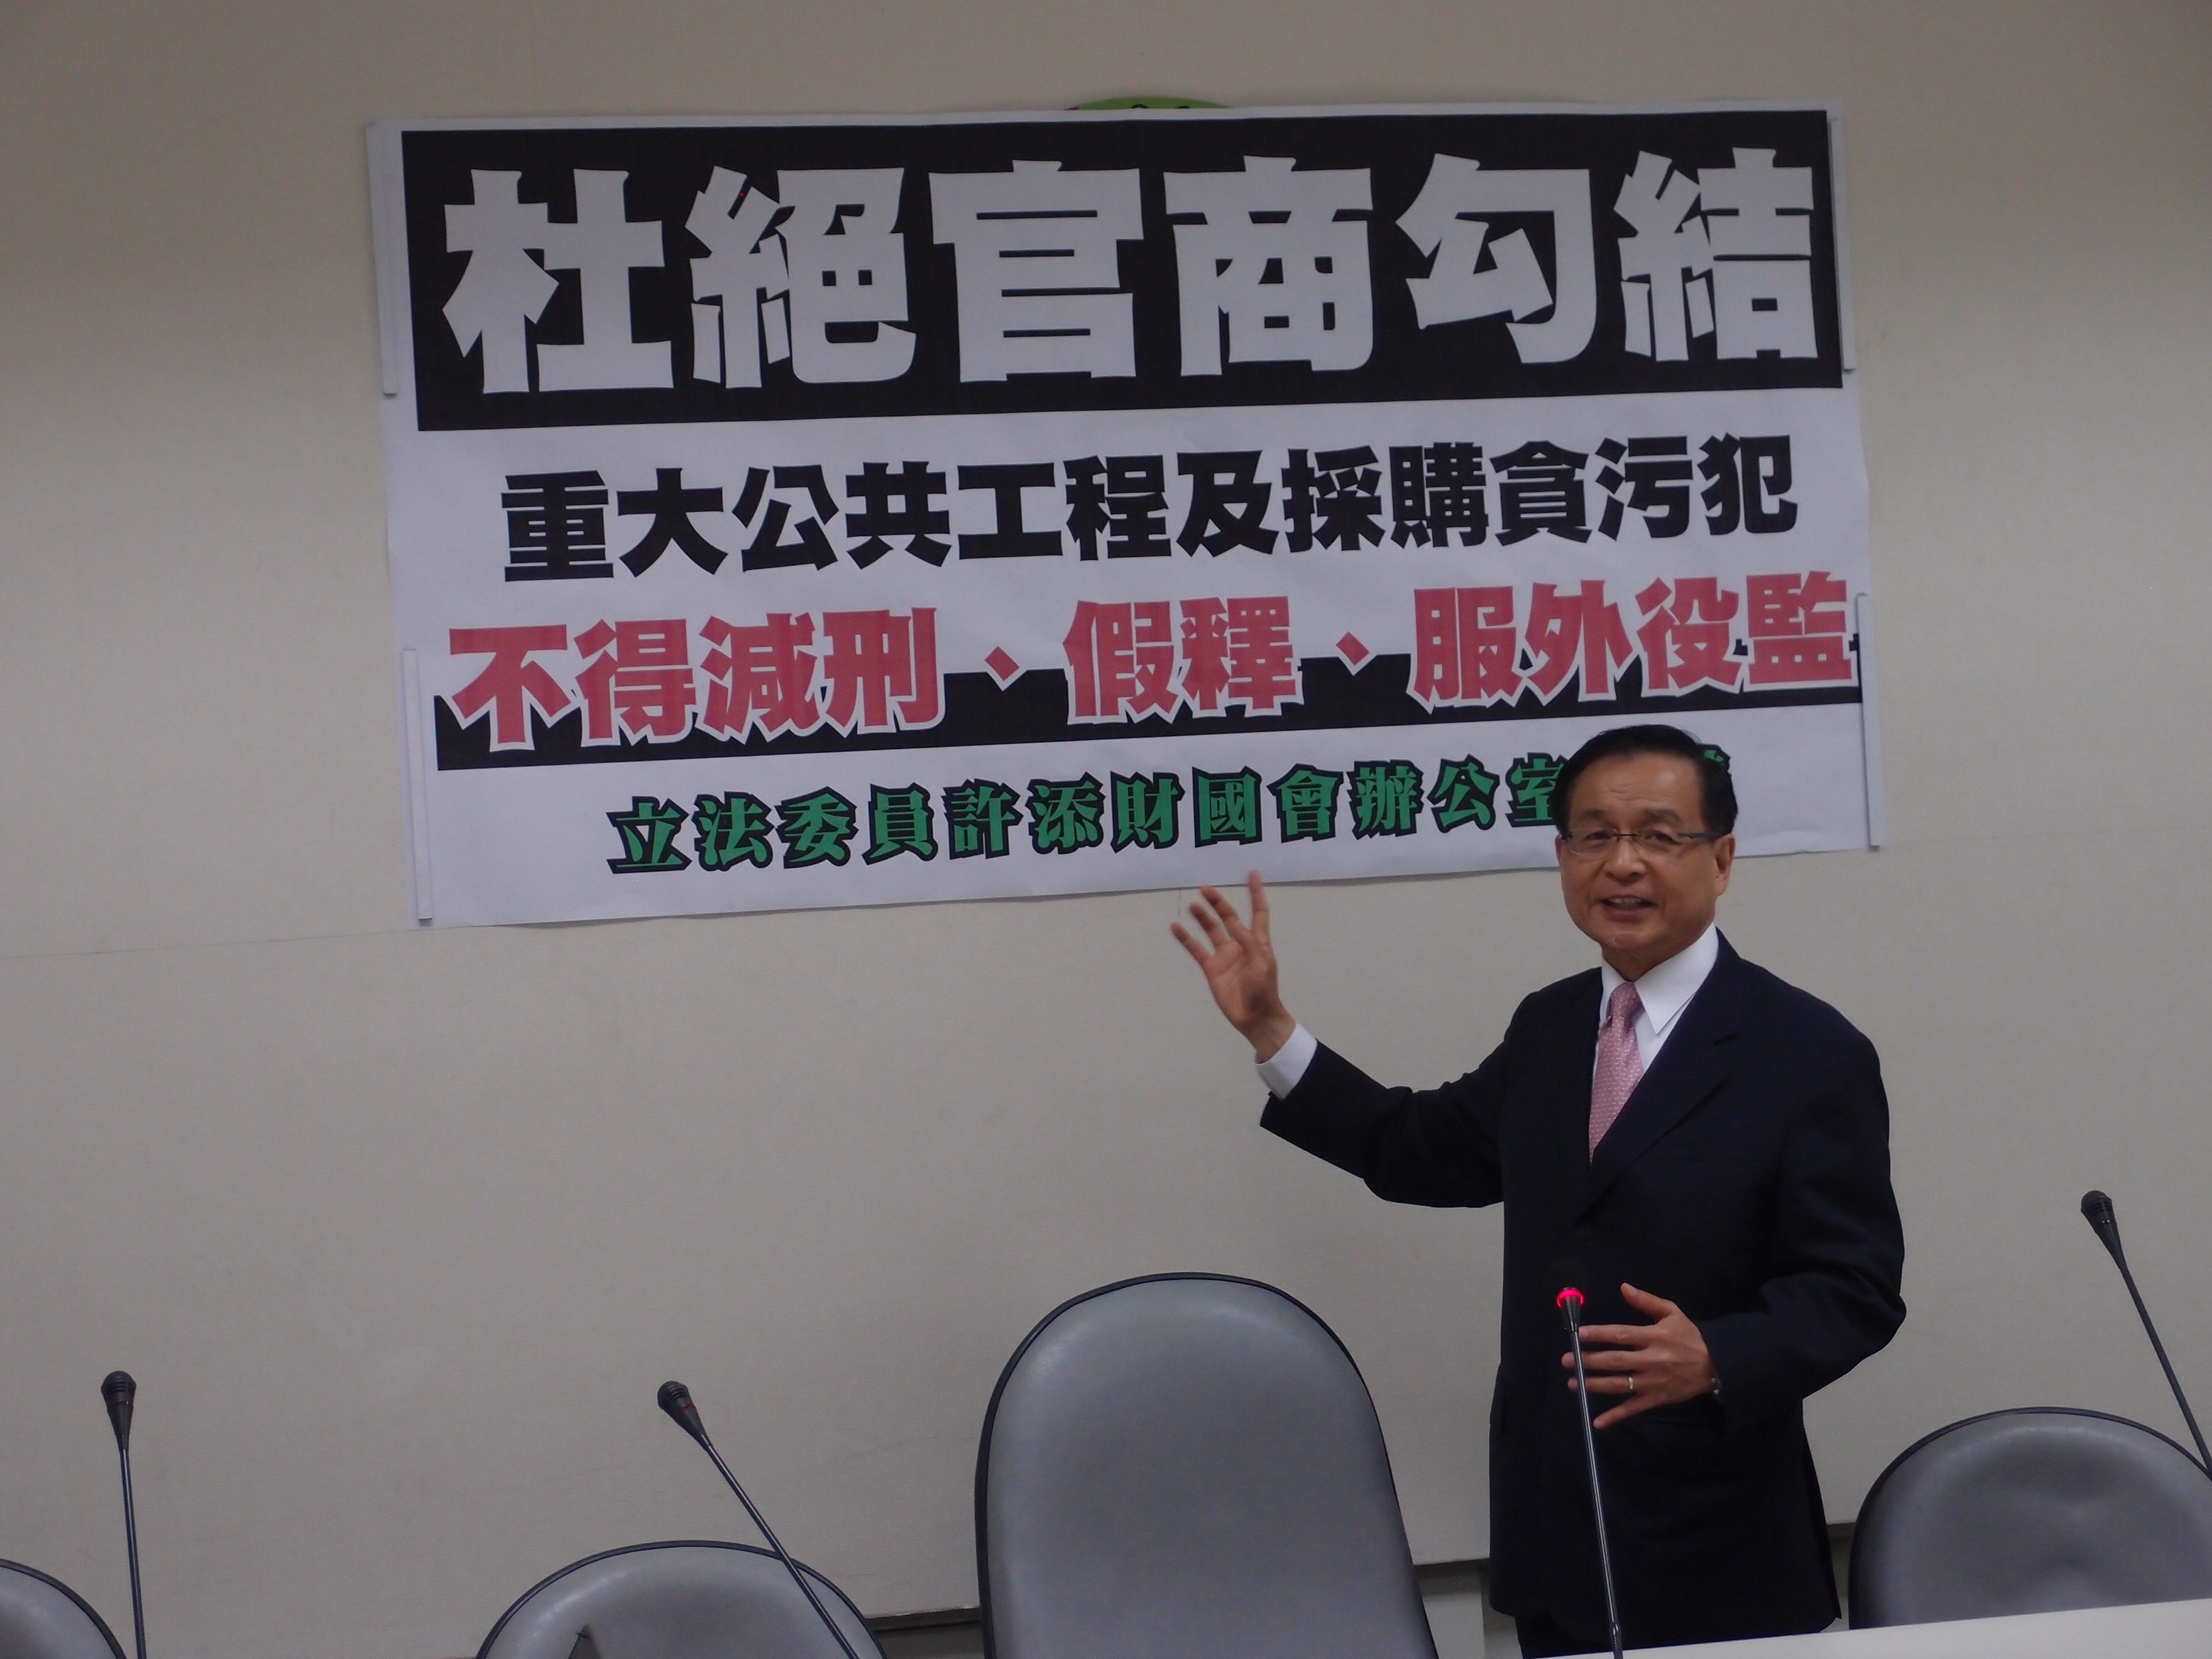 杜絕官商勾結
重大公共工程及採購貪污犯
不得減刑、假釋、服外役監
立法委員許添財國會辦公室